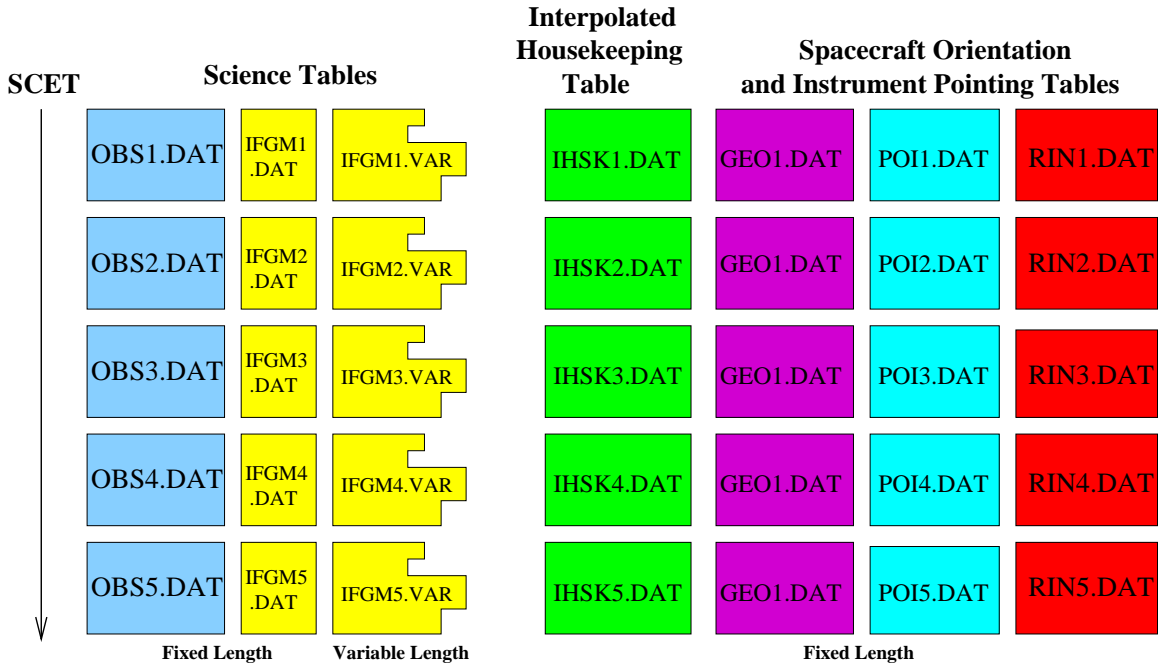 SCET
Science Tables
Interpolated
Housekeeping
Table
Spacecraft Orientation
and Instrument Pointing Tables
OBS1.DAT
IFGM1
.DAT
IFGM1.VAR
IHSK1.DAT
GEO1.DAT
POI1.DAT
RIN1.DAT
OBS2.DAT
IFGM2
.DAT
IFGM2.VAR
IHSK2.DAT
GEO1.DAT
POI2.DAT
RIN2.DAT
OBS3.DAT
IFGM3
.DAT
IFGM3.VAR
IHSK3.DAT
GEO1.DAT
POI3.DAT
RIN3.DAT
OBS4.DAT
IFGM4
.DAT
IFGM4.VAR
IHSK4.DAT
GEO1.DAT
POI4.DAT
RIN4.DAT
OBS5.DAT
IFGM5
.DAT
IFGM5.VAR
IHSK5.DAT
GEO1.DAT
POI5.DAT
RIN5.DAT
Fixed Length
Variable Length
Fixed Length